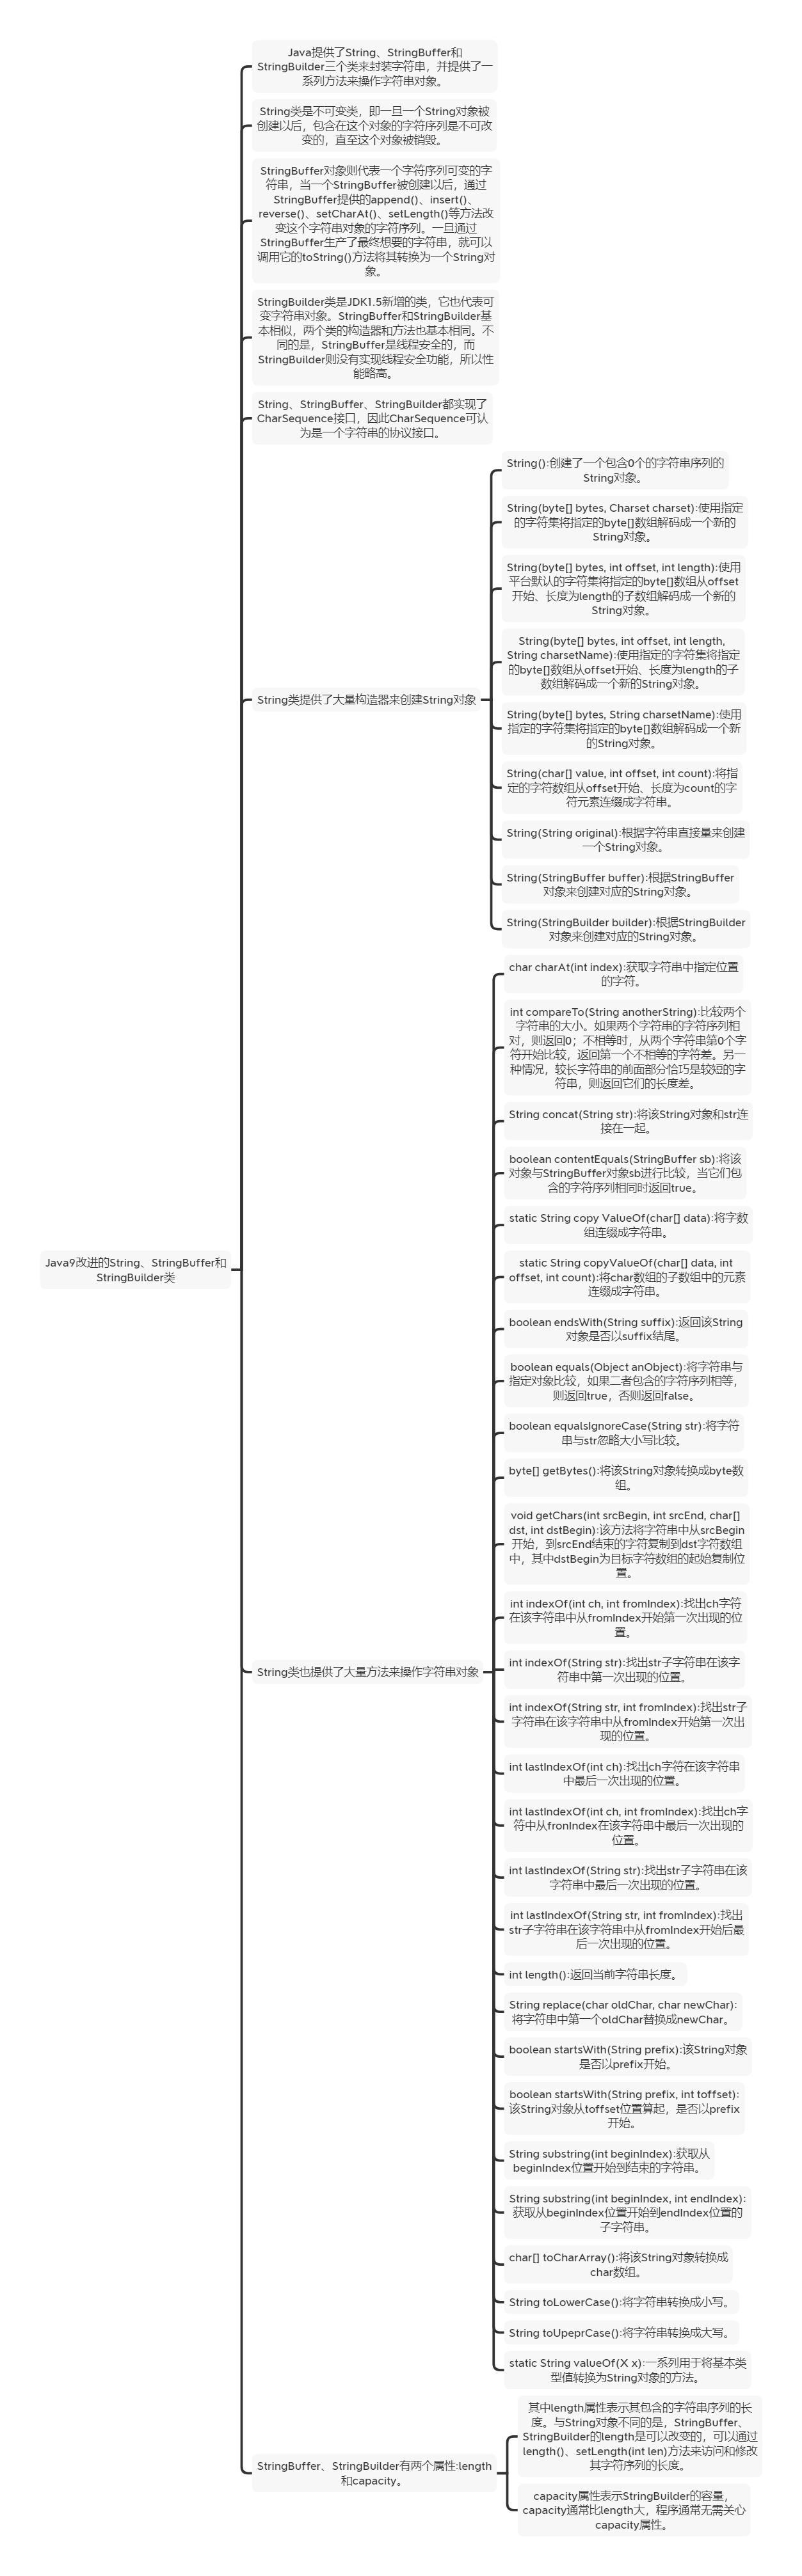 Java提供了String、StringBuffer和
StringBuilder三个类来封装字符串，并提供了一
系列方法来操作字符串对象。
String类是不可变类，即一旦一个String对象被
创建以后，包含在这个对象的字符序列是不可改
变的，直至这个对象被销毁。
StringBuffer对象则代表一个字符序列可变的字
符串，当一个StringBuffer被创建以后，通过
StringBuffer提供的append()、insert()、
reverse()、setCharAt()、setLength()等方法改
变这个字符串对象的字符序列。一旦通过
StringBuffer生产了最终想要的字符串，就可以
调用它的toString()方法将其转换为一个String对
象。
StringBuilder类是JDK1.5新增的类，它也代表可
变字符串对象。StringBuffer和StringBuilder基
本相似，两个类的构造器和方法也基本相同。不
同的是，StringBuffer是线程安全的，而
StringBuilder则没有实现线程安全功能，所以性
能略高。
String、StringBuffer、StringBuilder都实现了
CharSequence接口，因此CharSequence可认
为是一个字符串的协议接口。
String类提供了大量构造器来创建String对象
String():创建了一个包含0个的字符串序列的
String对象。
String(byte[] bytes, Charset charset):使用指定
的字符集将指定的byte[]数组解码成一个新的
String对象。
String(byte[] bytes, int offset, int length):使用
平台默认的字符集将指定的byte[]数组从offset
开始、长度为length的子数组解码成一个新的
String对象。
String(byte[] bytes, int offset, int length,
String charsetName):使用指定的字符集将指定
的byte[]数组从offset开始、长度为length的子
数组解码成一个新的String对象。
String(byte[] bytes, String charsetName):使用
指定的字符集将指定的byte[]数组解码成一个新
的String对象。
String(char[] value, int offset, int count):将指
定的字符数组从offset开始、长度为count的字
符元素连缀成字符串。
String(String original):根据字符串直接量来创建
一个String对象。
String(StringBuffer buffer):根据StringBuffer
对象来创建对应的String对象。
String(StringBuilder builder):根据StringBuilder
对象来创建对应的String对象。
Java9改进的String、StringBuffer和
StringBuilder类
String类也提供了大量方法来操作字符串对象
char charAt(int index):获取字符串中指定位置
的字符。
int compareTo(String anotherString):比较两个
字符串的大小。如果两个字符串的字符序列相
对，则返回0；不相等时，从两个字符串第0个字
符开始比较，返回第一个不相等的字符差。另一
种情况，较长字符串的前面部分恰巧是较短的字
符串，则返回它们的长度差。
String concat(String str):将该String对象和str连
接在一起。
boolean contentEquals(StringBuffer sb):将该
对象与StringBuffer对象sb进行比较，当它们包
含的字符序列相同时返回true。
static String copy ValueOf(char[] data):将字数
组连缀成字符串。
static String copyValueOf(char[] data, int
offset, int count):将char数组的子数组中的元素
连缀成字符串。
boolean endsWith(String suffix):返回该String
对象是否以suffix结尾。
boolean equals(Object anObject):将字符串与
指定对象比较，如果二者包含的字符序列相等，
则返回true，否则返回false。
boolean equalsIgnoreCase(String str):将字符
串与str忽略大小写比较。
byte[] getBytes():将该String对象转换成byte数
组。
void getChars(int srcBegin, int srcEnd, char[]
dst, int dstBegin):该方法将字符串中从srcBegin
开始，到srcEnd结束的字符复制到dst字符数组
中，其中dstBegin为目标字符数组的起始复制位
置。
int indexOf(int ch, int fromIndex):找出ch字符
在该字符串中从fromIndex开始第一次出现的位
置。
int indexOf(String str):找出str子字符串在该字
符串中第一次出现的位置。
int indexOf(String str, int fromIndex):找出str子
字符串在该字符串中从fromIndex开始第一次出
现的位置。
int lastIndexOf(int ch):找出ch字符在该字符串
中最后一次出现的位置。
int lastIndexOf(int ch, int fromIndex):找出ch字
符中从fronIndex在该字符串中最后一次出现的
位置。
int lastIndexOf(String str):找出str子字符串在该
字符串中最后一次出现的位置。
int lastIndexOf(String str, int fromIndex):找出
str子字符串在该字符串中从fromIndex开始后最
后一次出现的位置。
int length():返回当前字符串长度。
String replace(char oldChar, char newChar):
将字符串中第一个oldChar替换成newChar。
boolean startsWith(String prefix):该String对象
是否以prefix开始。
boolean startsWith(String prefix, int toffset):
该String对象从toffset位置算起，是否以prefix
开始。
String substring(int beginIndex):获取从
beginIndex位置开始到结束的字符串。
String substring(int beginIndex, int endIndex):
获取从beginIndex位置开始到endIndex位置的
子字符串。
char[] toCharArray():将该String对象转换成
char数组。
String toLowerCase():将字符串转换成小写。
String toUpeprCase():将字符串转换成大写。
static String valueOf(X x):一系列用于将基本类
型值转换为String对象的方法。
StringBuffer、StringBuilder有两个属性:length
和capacity。
其中length属性表示其包含的字符串序列的长
度。与String对象不同的是，StringBuffer、
StringBuilder的length是可以改变的，可以通过
length()、setLength(int len)方法来访问和修改
其字符序列的长度。
capacity属性表示StringBuilder的容量，
capacity通常比length大，程序通常无需关心
capacity属性。